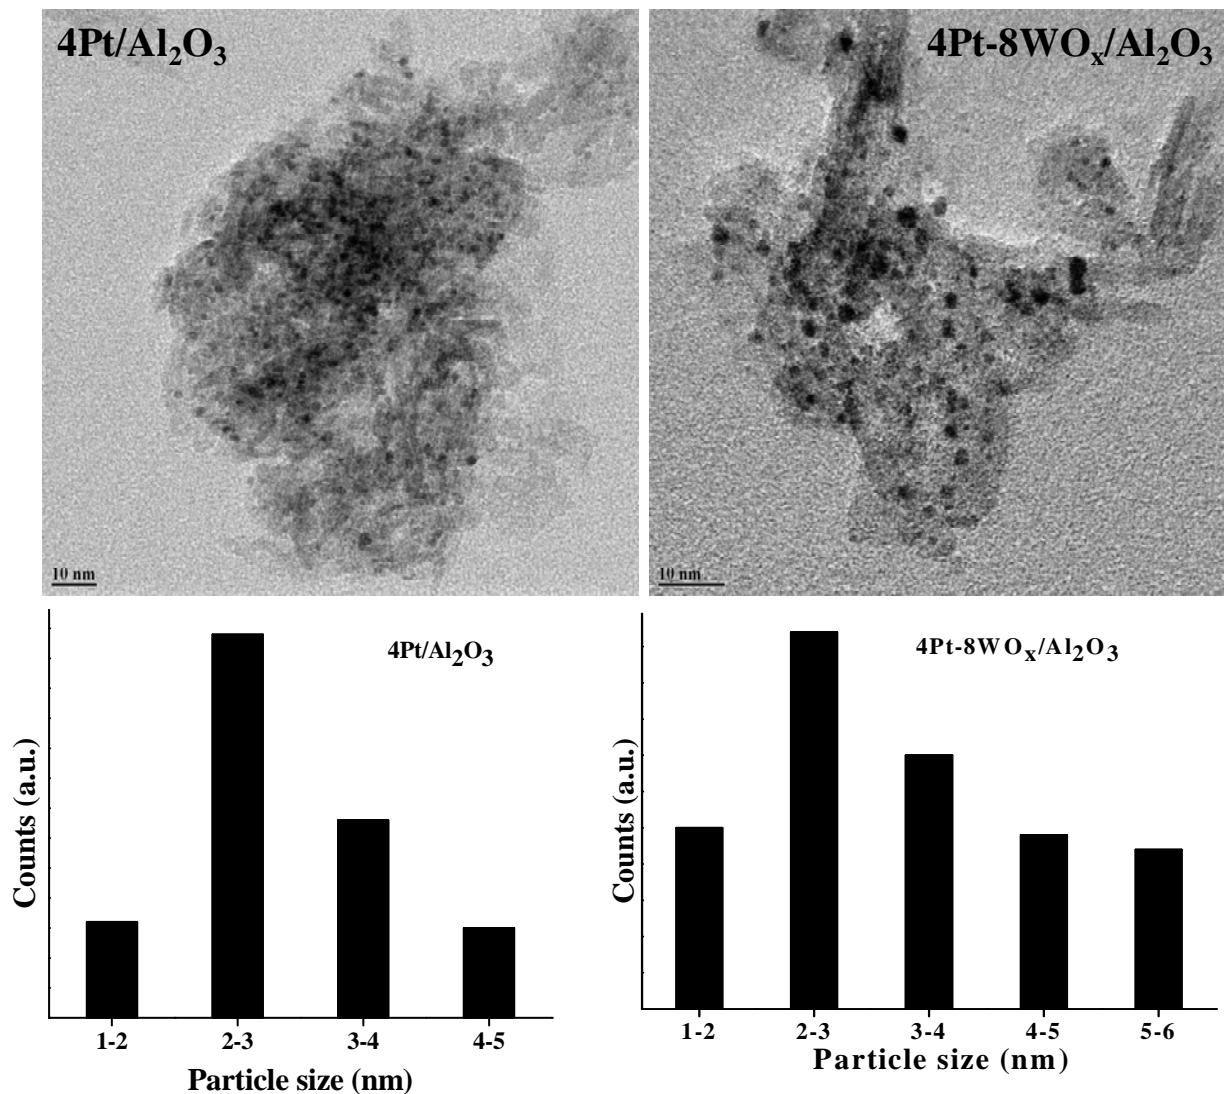 4Pt/Al₂O₃
4Pt-8WOₓ/Al₂O₃
10 nm
10 nm
4Pt/Al₂O₃
Counts (a.u.)
1-2 2-3 3-4 4-5
Particle size (nm)
4Pt-8WOₓ/Al₂O₃
Counts (a.u.)
1-2 2-3 3-4 4-5 5-6
Particle size (nm)